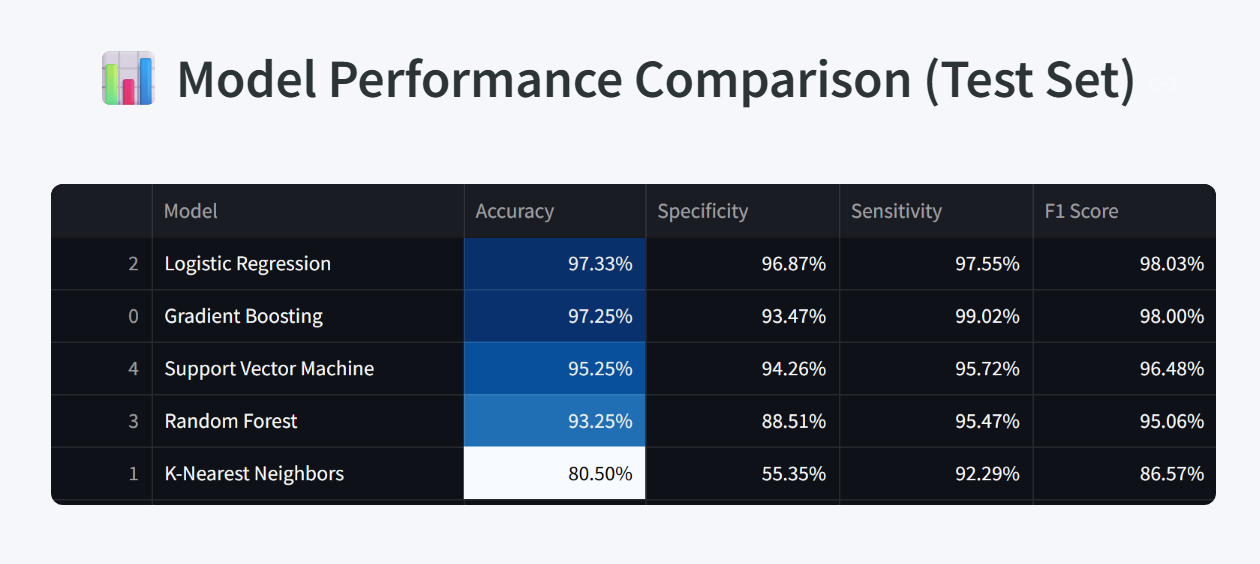 Model Performance Comparison (Test Set)
Model Accuracy Specificity Sensitivity F1 Score
2 Logistic Regression 97.33% 96.87% 97.55% 98.03%
0 Gradient Boosting 97.25% 93.47% 99.02% 98.00%
4 Support Vector Machine 95.25% 94.26% 95.72% 96.48%
3 Random Forest 93.25% 88.51% 95.47% 95.06%
1 K-Nearest Neighbors 80.50% 55.35% 92.29% 86.57%